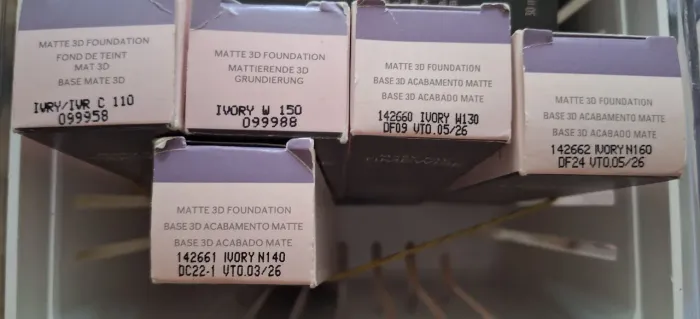 MATTE 3D FOUNDATION
FOND DE TEINT
MAT 3D
BASE MATE 3D
IVRY/IVR C 110
099958
MATTE 3D FOUNDATION
MATTIERENDE 3D
GRUNDIERUNG
IVORY W 150
099988
MATTE 3D FOUNDATION
BASE 3D ACABAMENTO MATTE
BASE 3D ACABADO MATE
142660 IVORY W130
DF09 VTO.05/26
MATTE 3D FOUNDATION
BASE 3D ACABAMENTO MATTE
BASE 3D ACABADO MATE
142662 IVORY N160
DF24 VTO.05/26
MATTE 3D FOUNDATION
BASE 3D ACABAMENTO MATTE
BASE 3D ACABADO MATE
142661 IVORY N140
DC22-1 VTO.03/26